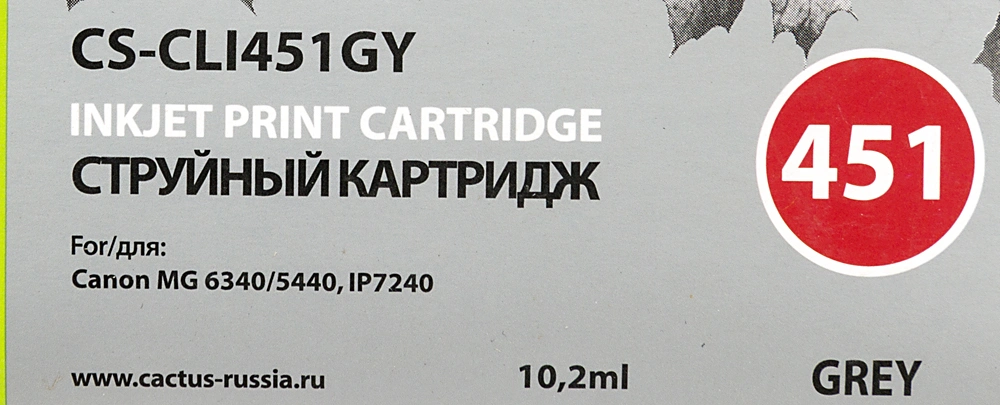 CS-CLI451GY
INKJET PRINT CARTRIDGE
СТРУЙНЫЙ КАРТРИДЖ
451
For/для:
Canon MG 6340/5440, IP7240
www.cactus-russia.ru
10,2ml
GREY